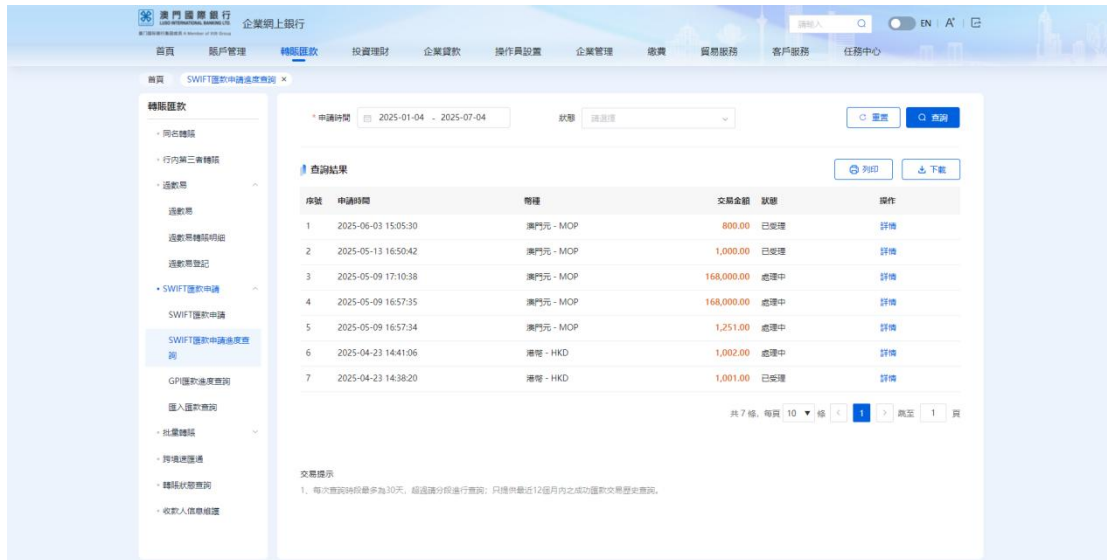 澳門國際銀行
LUSO INTERNATIONAL BANKING LTD
企業網上銀行
請輸入
EN
A
首頁 賬戶管理 轉賬匯款 投資理財 企業貸款 操作員設置 企業管理 繳費 貿易服務 客戶服務 任務中心
首頁 SWIFT匯款申請進度查詢 ×
轉賬匯款
同名轉賬
行內第三者轉賬
過數易
過數易
過數易轉賬明細
過數易登記
SWIFT匯款申請
SWIFT匯款申請
SWIFT匯款申請進度查
詢
GPI匯款進度查詢
匯入匯款查詢
批量轉賬
跨境速匯通
轉賬狀態查詢
收款人信息維護
* 申請時間 2025-01-04 - 2025-07-04 狀態 請選擇 重置 查詢
查詢結果 列印 下載
序號 申請時間 幣種 交易金額 狀態 操作
1 2025-06-03 15:05:30 澳門元 - MOP 800.00 已受理 詳情
2 2025-05-13 16:50:42 澳門元 - MOP 1,000.00 已受理 詳情
3 2025-05-09 17:10:38 澳門元 - MOP 168,000.00 處理中 詳情
4 2025-05-09 16:57:35 澳門元 - MOP 168,000.00 處理中 詳情
5 2025-05-09 16:57:34 澳門元 - MOP 1,251.00 處理中 詳情
6 2025-04-23 14:41:06 港幣 - HKD 1,002.00 處理中 詳情
7 2025-04-23 14:38:20 港幣 - HKD 1,001.00 已受理 詳情
共 7 條, 每頁 10 條 1 跳至 1 頁
交易提示
1、每次查詢時段最多為30天，超過請分段進行查詢；只提供最近12個月內之成功匯款交易歷史查詢。